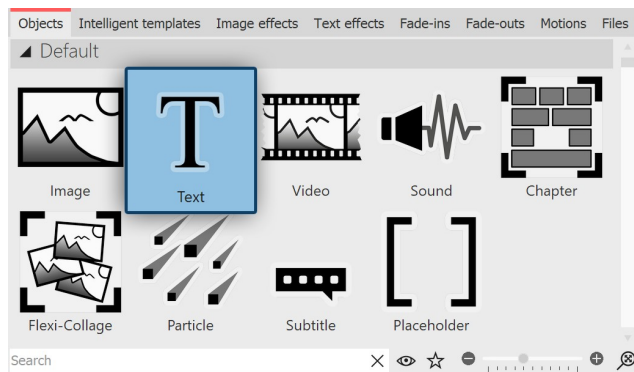 Objects Intelligent templates Image effects Text effects Fade-ins Fade-outs Motions Files
Default
Image Text Video Sound Chapter
Flexi-Collage Particle Subtitle Placeholder
Search